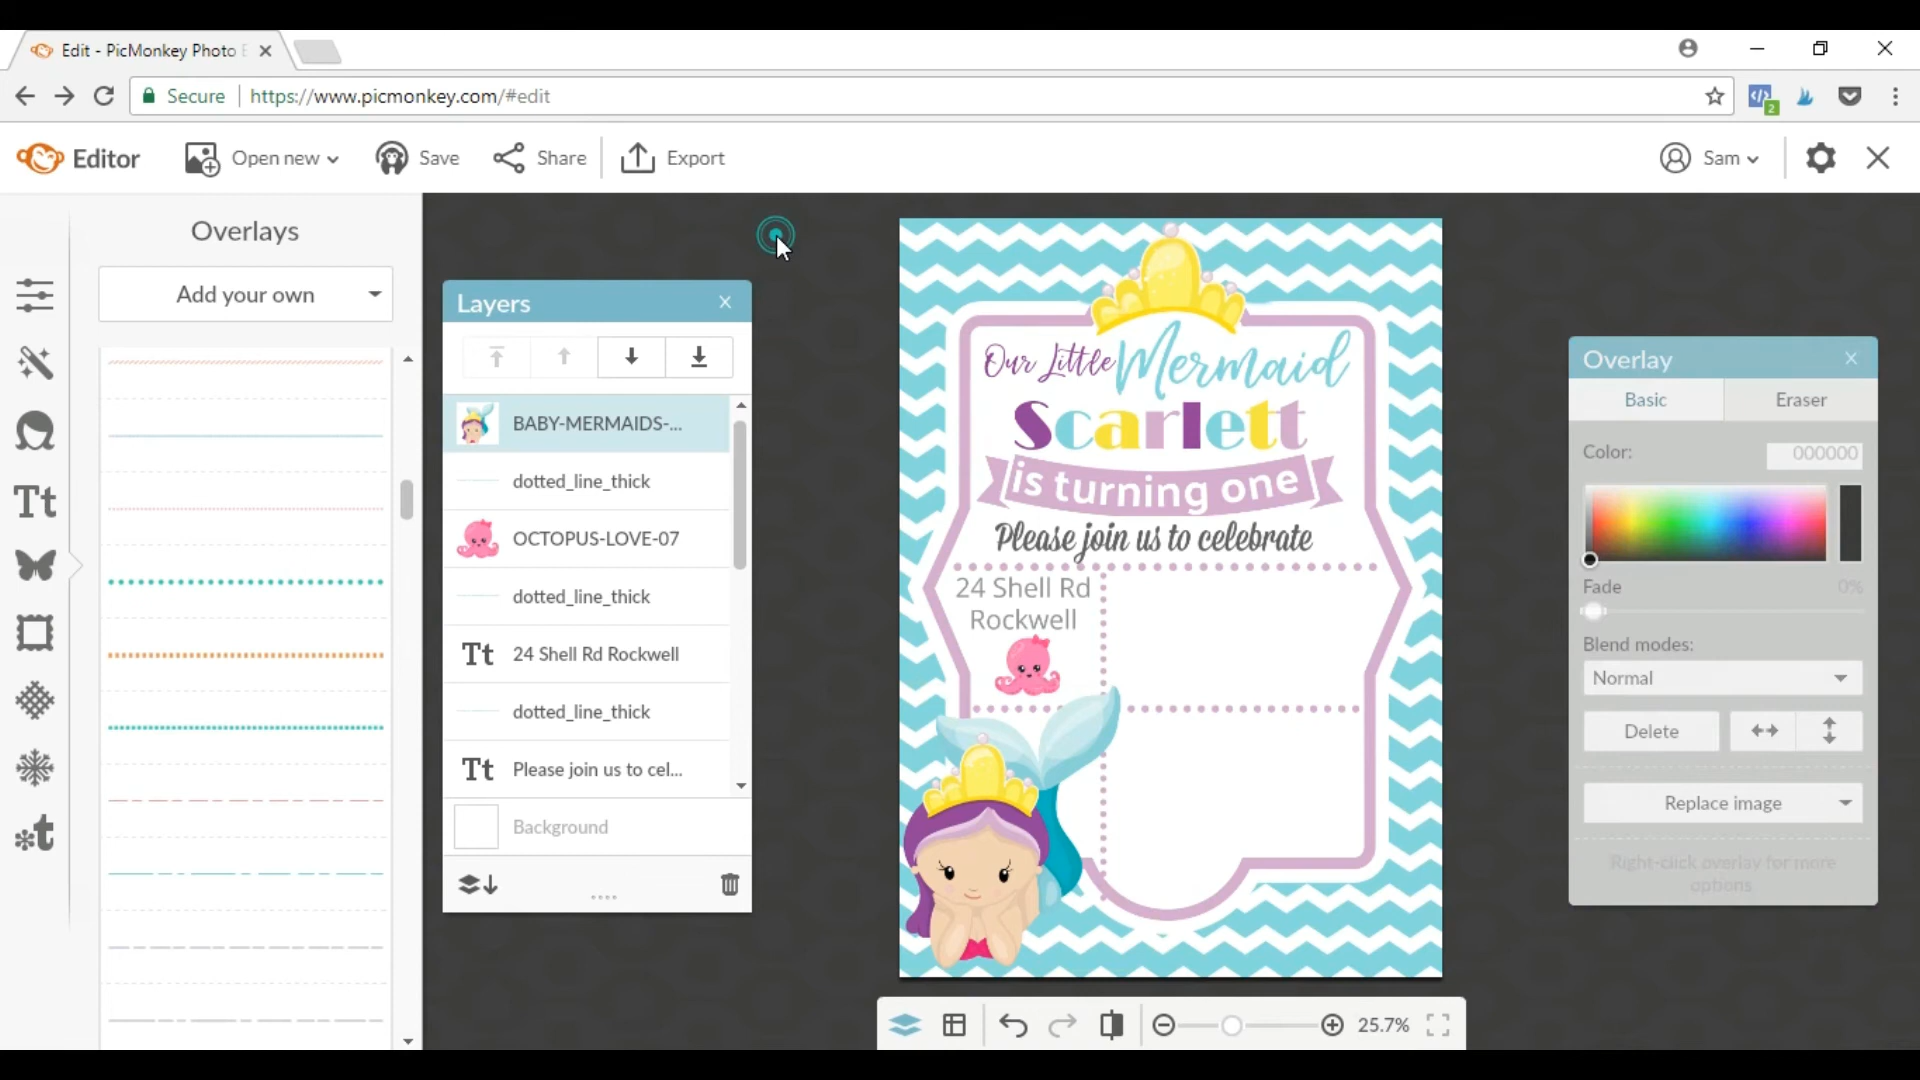 Edit - PicMonkey Photo E
Secure
https://www.picmonkey.com/#edit
2
Editor
Open new
Save
Share
Export
Sam
Overlays
Add your own
Tt
t
Layers
BABY-MERMAIDS-...
dotted_line_thick
OCTOPUS-LOVE-07
dotted_line_thick
Tt 24 Shell Rd Rockwell
dotted_line_thick
Tt Please join us to cel...
Background
Our Little Mermaid
Scarlett
is turning one
Please join us to celebrate
24 Shell Rd
Rockwell
25.7%
Overlay
Basic
Eraser
Color:
000000
Fade
0%
Blend modes:
Normal
Delete
Replace image
Right-click overlay for more
options